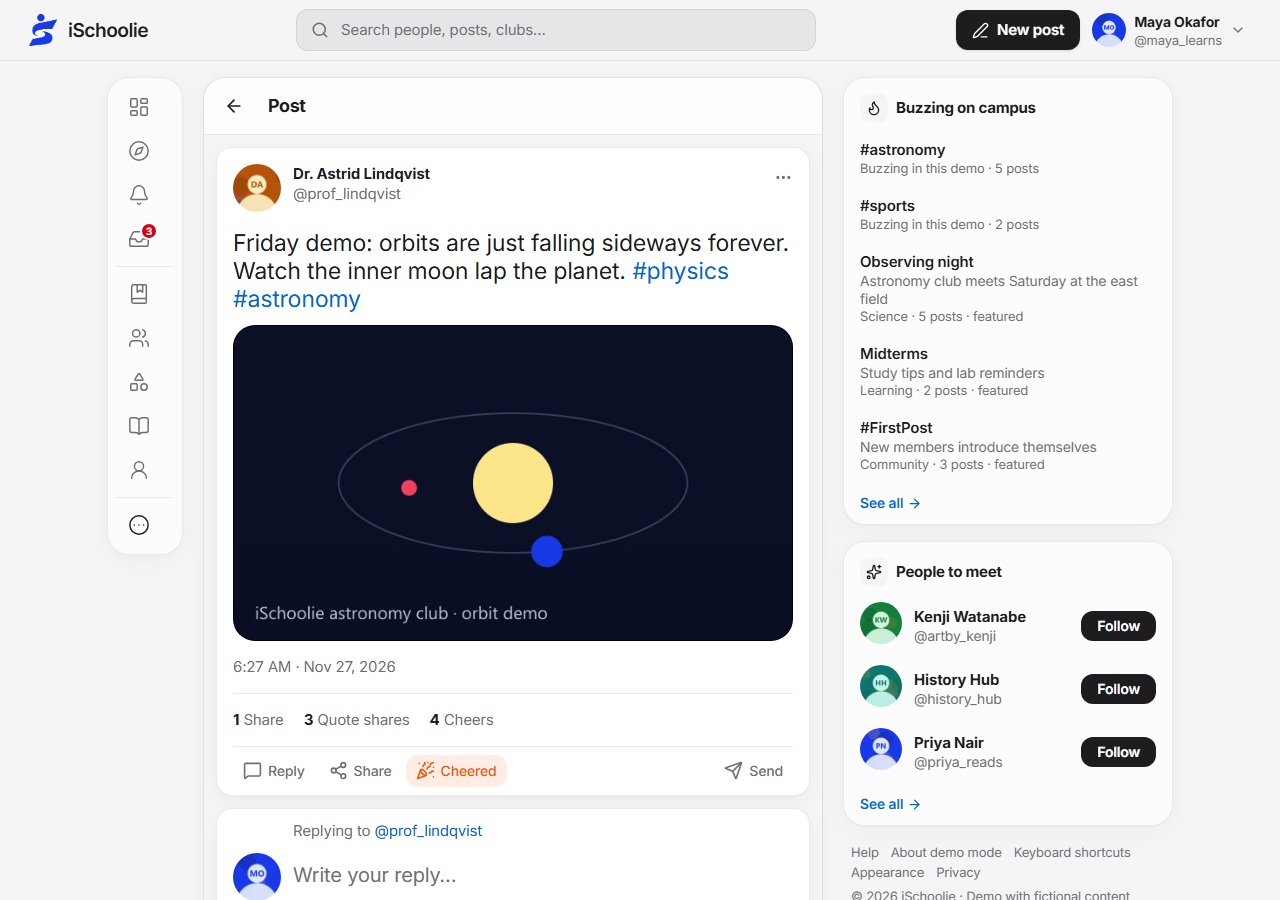 iSchoolie
Search people, posts, clubs...
New post
MO
Maya Okafor
@maya_learns
3
Post
DA
Dr. Astrid Lindqvist
@prof_lindqvist
Friday demo: orbits are just falling sideways forever.
Watch the inner moon lap the planet. #physics
#astronomy
iSchoolie astronomy club · orbit demo
6:27 AM · Nov 27, 2026
1 Share 3 Quote shares 4 Cheers
Reply Share Cheered Send
Replying to @prof_lindqvist
MO
Write your reply...
Buzzing on campus
#astronomy
Buzzing in this demo · 5 posts
#sports
Buzzing in this demo · 2 posts
Observing night
Astronomy club meets Saturday at the east
field
Science · 5 posts · featured
Midterms
Study tips and lab reminders
Learning · 2 posts · featured
#FirstPost
New members introduce themselves
Community · 3 posts · featured
See all →
People to meet
KW
Kenji Watanabe
@artby_kenji
Follow
HH
History Hub
@history_hub
Follow
PN
Priya Nair
@priya_reads
Follow
See all →
Help About demo mode Keyboard shortcuts
Appearance Privacy
© 2026 iSchoolie · Demo with fictional content